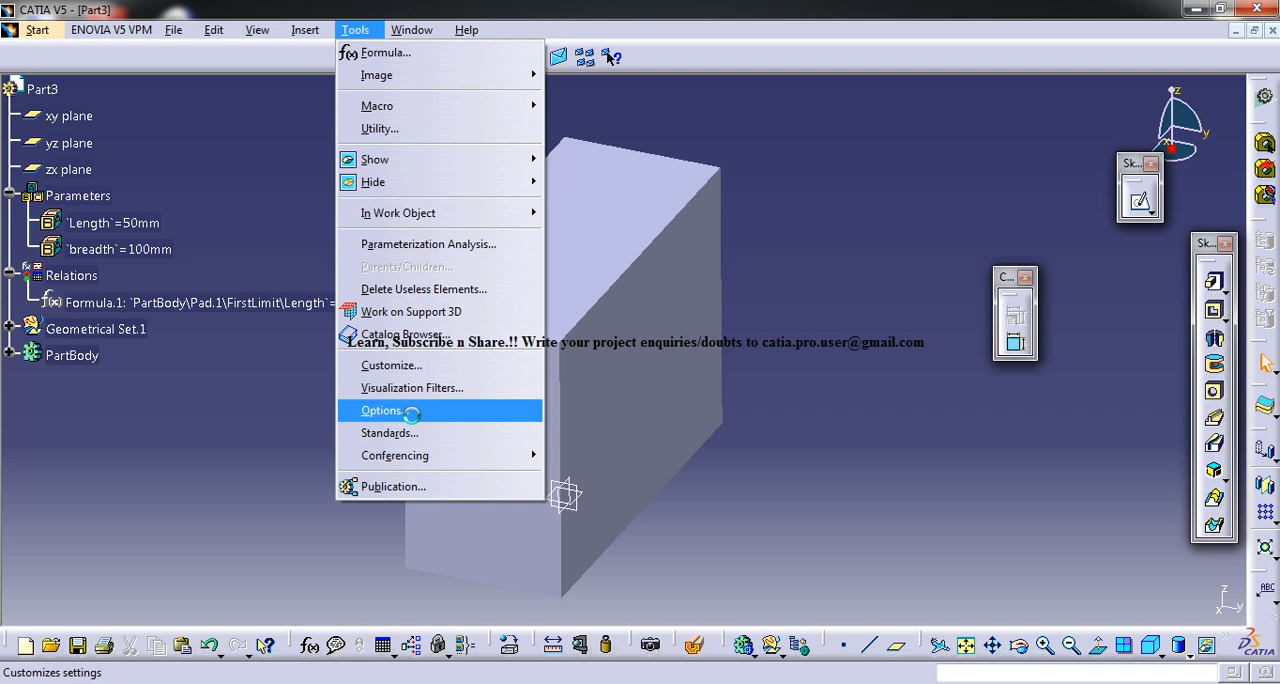 CATIA V5 - [Part3]
Start ENOVIA V5 VPM File Edit View Insert Tools Window Help
Part3
xy plane
yz plane
zx plane
Parameters
`Length`=50mm
`breadth`=100mm
Relations
Formula.1: `PartBody\Pad.1\FirstLimit\Length`=
Geometrical Set.1
PartBody
Formula...
Image
Macro
Utility...
Show
Hide
In Work Object
Parameterization Analysis...
Parents/Children...
Delete Useless Elements...
Work on Support 3D
Catalog Browser...
Learn, Subscribe n Share.!! Write your project enquiries/doubts to catia.pro.user@gmail.com
Customize...
Visualization Filters...
Options...
Standards...
Conferencing
Publication...
z
y
x
Sk...
Sk...
C...
z
x y
ABC
f(x)
CATIA
Customizes settings